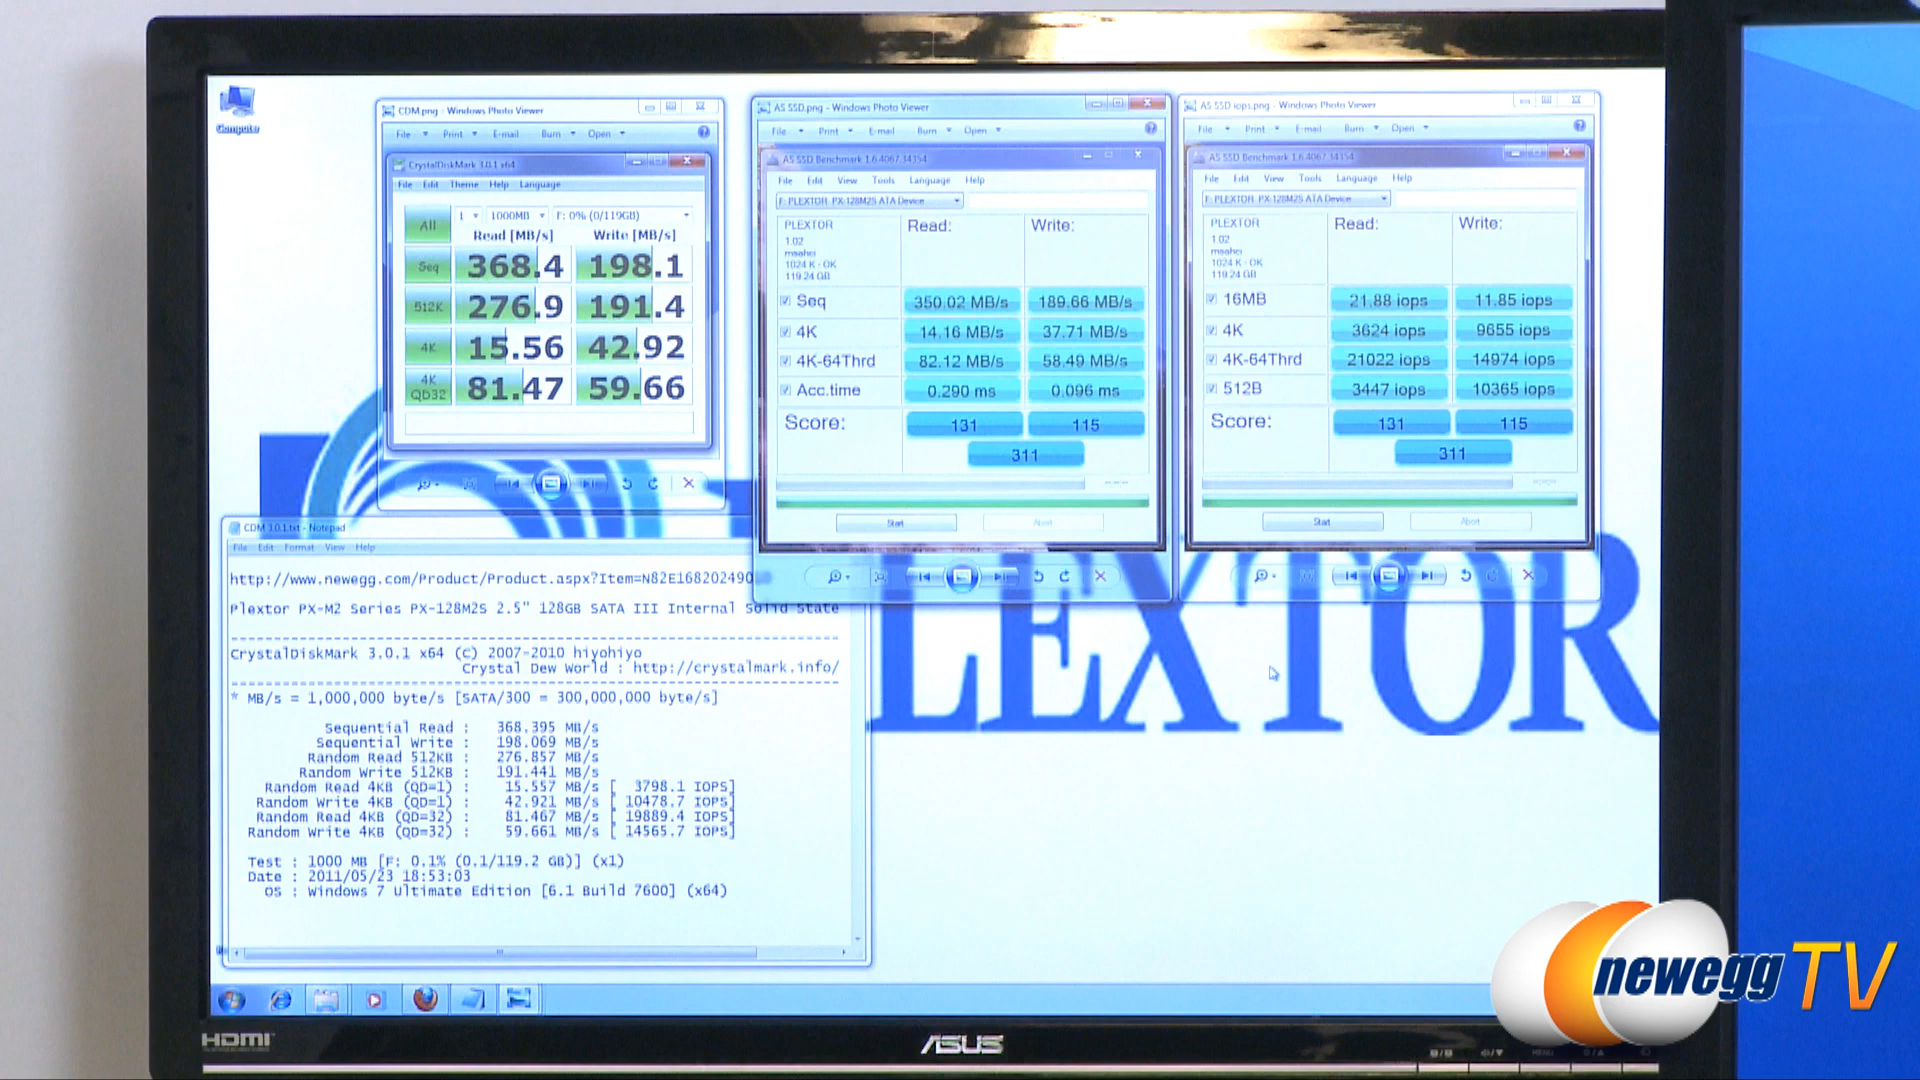 Computer
CDM.png - Windows Photo Viewer
File Print E-mail Burn Open
CrystalDiskMark 3.0.1 x64
File Edit Theme Help Language
All 1 1000MB F: 0% (0/119GB)
Read [MB/s] Write [MB/s]
Seq 368.4 198.1
512K 276.9 191.4
4K 15.56 42.92
4K QD32 81.47 59.66
AS SSD.png - Windows Photo Viewer
File Print E-mail Burn Open
AS SSD Benchmark 1.6.4067.34354
File Edit View Tools Language Help
F: PLEXTOR PX-128M2S ATA Device
PLEXTOR Read: Write:
1.02
msahci
1024 K - OK
119.24 GB
Seq 350.02 MB/s 189.66 MB/s
4K 14.16 MB/s 37.71 MB/s
4K-64Thrd 82.12 MB/s 58.49 MB/s
Acc.time 0.290 ms 0.096 ms
Score: 131 115
311
Start Abort
AS SSD iops.png - Windows Photo Viewer
File Print E-mail Burn Open
AS SSD Benchmark 1.6.4067.34354
File Edit View Tools Language Help
F: PLEXTOR PX-128M2S ATA Device
PLEXTOR Read: Write:
1.02
msahci
1024 K - OK
119.24 GB
16MB 21.88 iops 11.85 iops
4K 3624 iops 9655 iops
4K-64Thrd 21022 iops 14974 iops
512B 3447 iops 10365 iops
Score: 131 115
311
Start Abort
CDM 3.0.1.txt - Notepad
File Edit Format View Help
http://www.newegg.com/Product/Product.aspx?Item=N82E16820249
Plextor PX-M2 Series PX-128M2S 2.5" 128GB SATA III Internal Solid State
------------------------------------------------------------
CrystalDiskMark 3.0.1 x64 (C) 2007-2010 hiyohiyo
Crystal Dew World : http://crystalmark.info/
------------------------------------------------------------
* MB/s = 1,000,000 byte/s [SATA/300 = 300,000,000 byte/s]
Sequential Read : 368.395 MB/s
Sequential Write : 198.069 MB/s
Random Read 512KB : 276.857 MB/s
Random Write 512KB : 191.441 MB/s
Random Read 4KB (QD=1) : 15.557 MB/s [ 3798.1 IOPS]
Random Write 4KB (QD=1) : 42.921 MB/s [ 10478.7 IOPS]
Random Read 4KB (QD=32) : 81.467 MB/s [ 19889.4 IOPS]
Random Write 4KB (QD=32) : 59.661 MB/s [ 14565.7 IOPS]
Test : 1000 MB [F: 0.1% (0.1/119.2 GB)] (x1)
Date : 2011/05/23 18:53:03
OS : Windows 7 Ultimate Edition [6.1 Build 7600] (x64)
LEXTOR
newegg TV
HDMI
ASUS
MENU